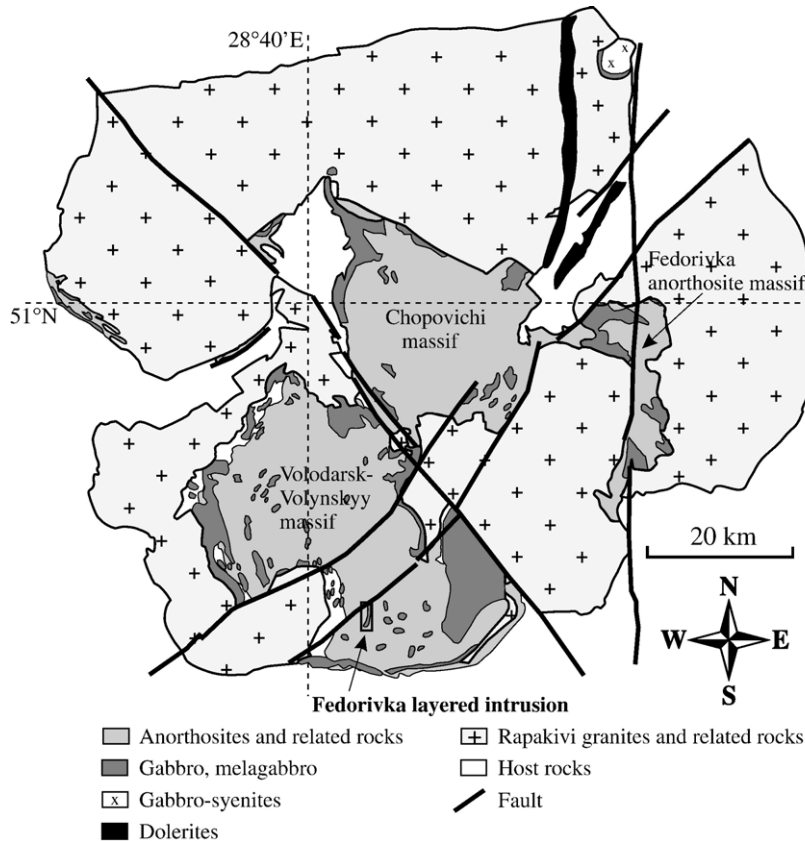 28°40'E
Fedorivka
anorthosite massif
51°N
Chopovichi
massif
Volodarsk-
Volynskyy
massif
20 km
N
W E
S
Fedorivka layered intrusion
Anorthosites and related rocks
Rapakivi granites and related rocks
Gabbro, melagabbro
Host rocks
x Gabbro-syenites
Fault
Dolerites